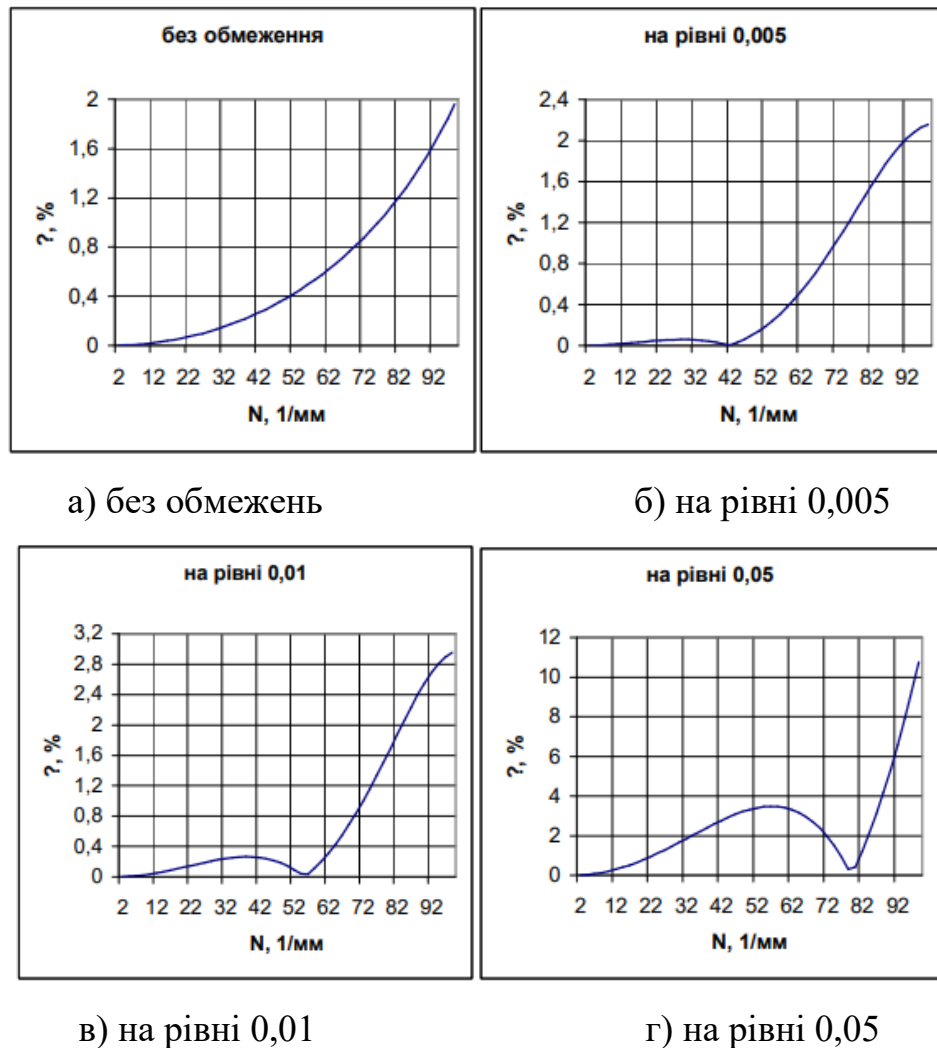 без обмеження
2
1,6
1,2
0,8
0,4
0
?, %
2 12 22 32 42 52 62 72 82 92
N, 1/мм
на рівні 0,005
2,4
2
1,6
1,2
0,8
0,4
0
?, %
2 12 22 32 42 52 62 72 82 92
N, 1/мм
а) без обмежень
б) на рівні 0,005
на рівні 0,01
3,2
2,8
2,4
2
1,6
1,2
0,8
0,4
0
?, %
2 12 22 32 42 52 62 72 82 92
N, 1/мм
на рівні 0,05
12
10
8
6
4
2
0
?, %
2 12 22 32 42 52 62 72 82 92
N, 1/мм
в) на рівні 0,01
г) на рівні 0,05